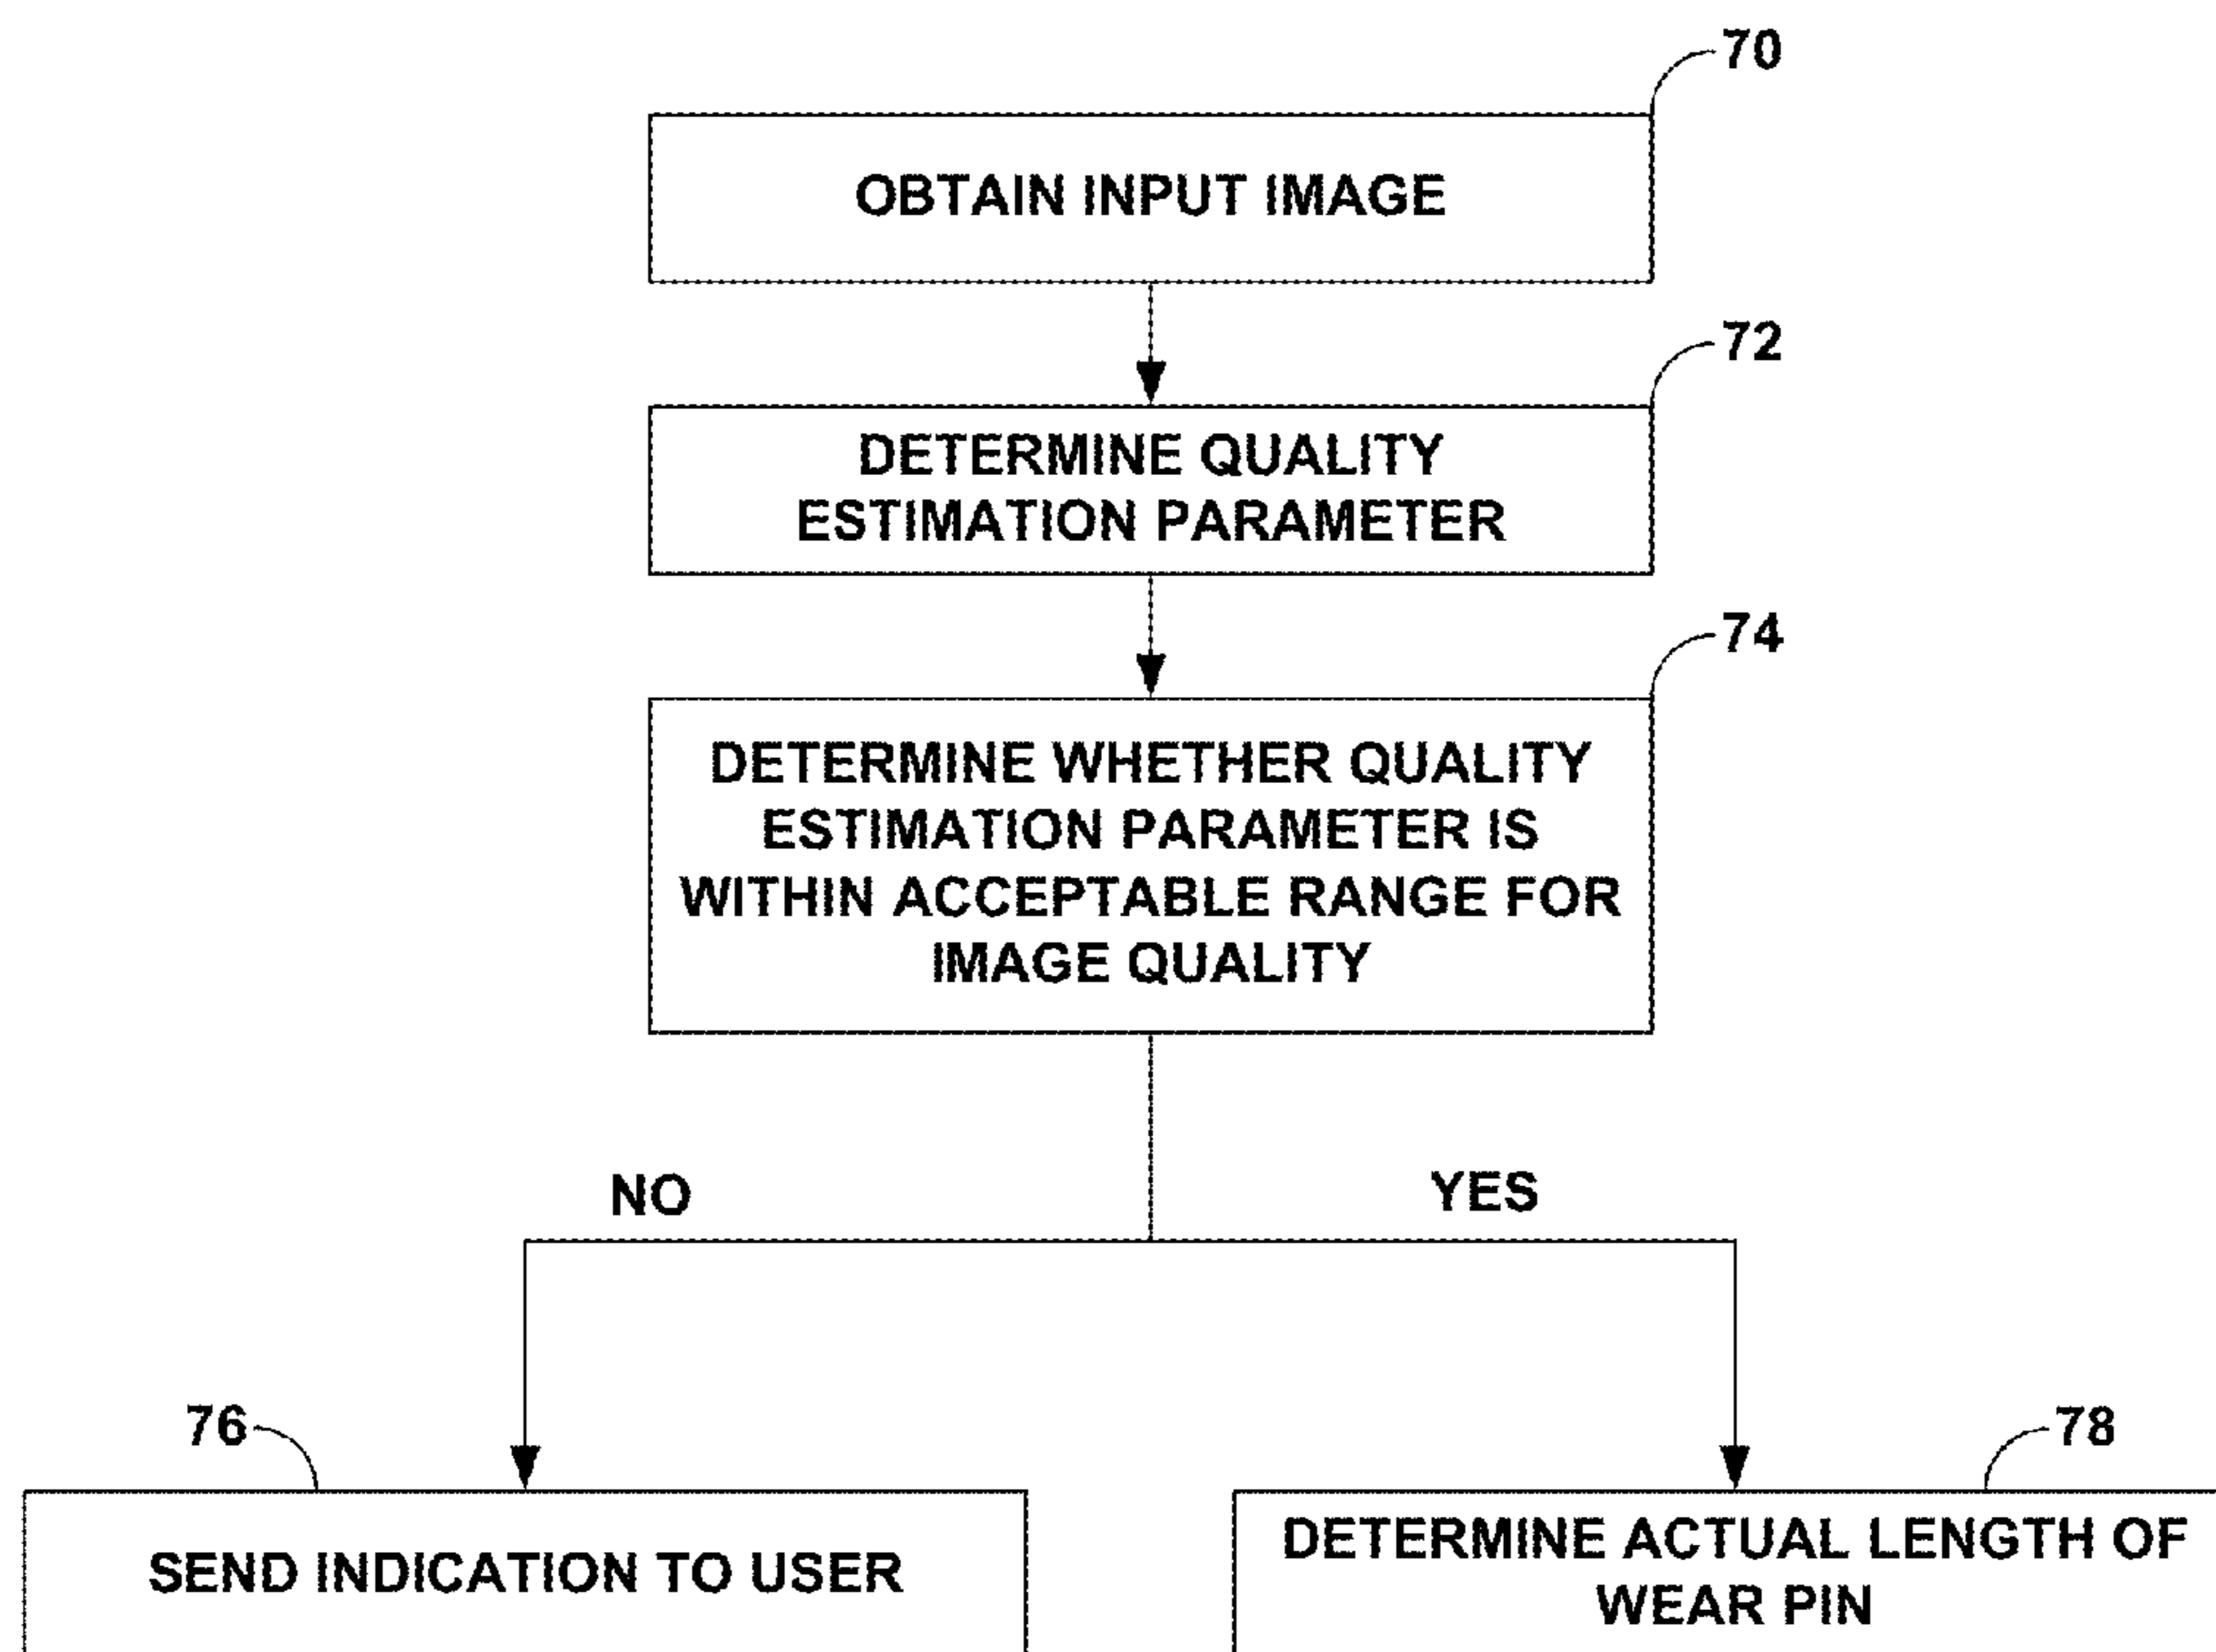 70
OBTAIN INPUT IMAGE
72
DETERMINE QUALITY
ESTIMATION PARAMETER
74
DETERMINE WHETHER QUALITY
ESTIMATION PARAMETER IS
WITHIN ACCEPTABLE RANGE FOR
IMAGE QUALITY
NO
YES
76
SEND INDICATION TO USER
78
DETERMINE ACTUAL LENGTH OF
WEAR PIN